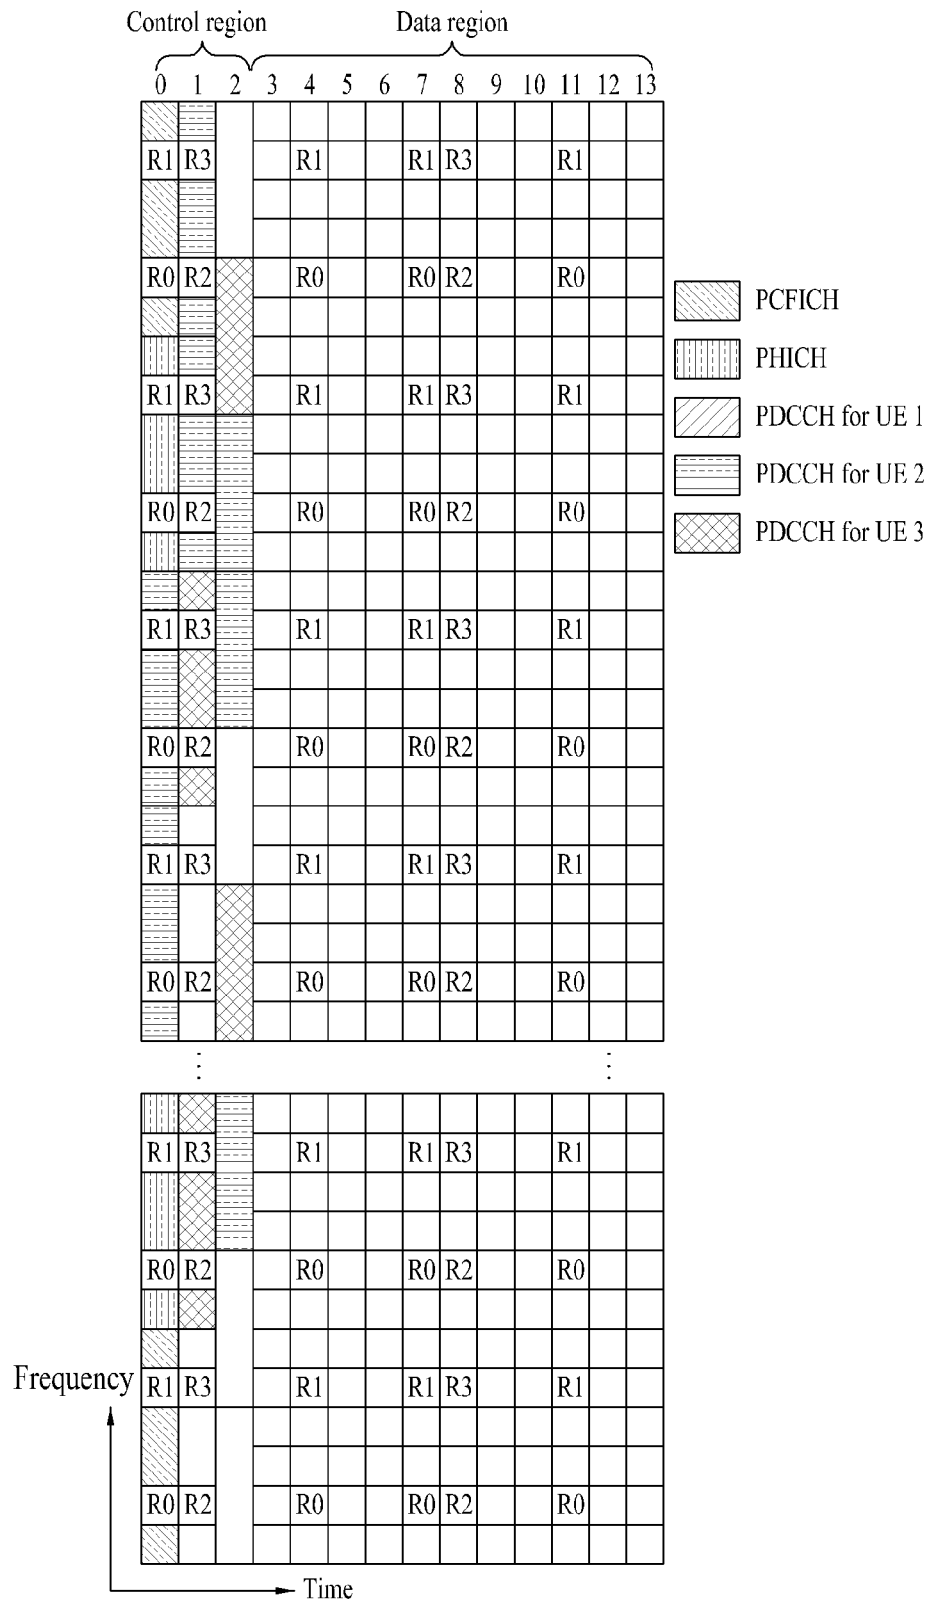 Control region Data region
0 1 2 3 4 5 6 7 8 9 10 11 12 13
R1 R3 R1 R1 R3 R1
R0 R2 R0 R0 R2 R0
R1 R3 R1 R1 R3 R1
R0 R2 R0 R0 R2 R0
R1 R3 R1 R1 R3 R1
R0 R2 R0 R0 R2 R0
R1 R3 R1 R1 R3 R1
R0 R2 R0 R0 R2 R0
R1 R3 R1 R1 R3 R1
R0 R2 R0 R0 R2 R0
R1 R3 R1 R1 R3 R1
R0 R2 R0 R0 R2 R0
PCFICH
PHICH
PDCCH for UE 1
PDCCH for UE 2
PDCCH for UE 3
Frequency
Time